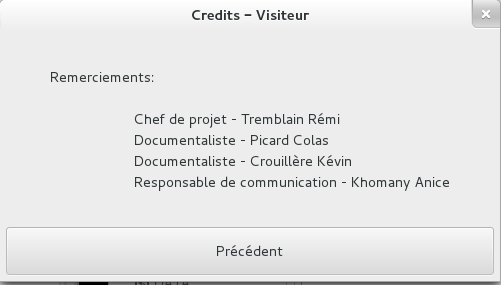 Credits - Visiteur
Remerciements:
Chef de projet - Tremblain Rémi
Documentaliste - Picard Colas
Documentaliste - Crouillère Kévin
Responsable de communication - Khomany Anice
Précédent